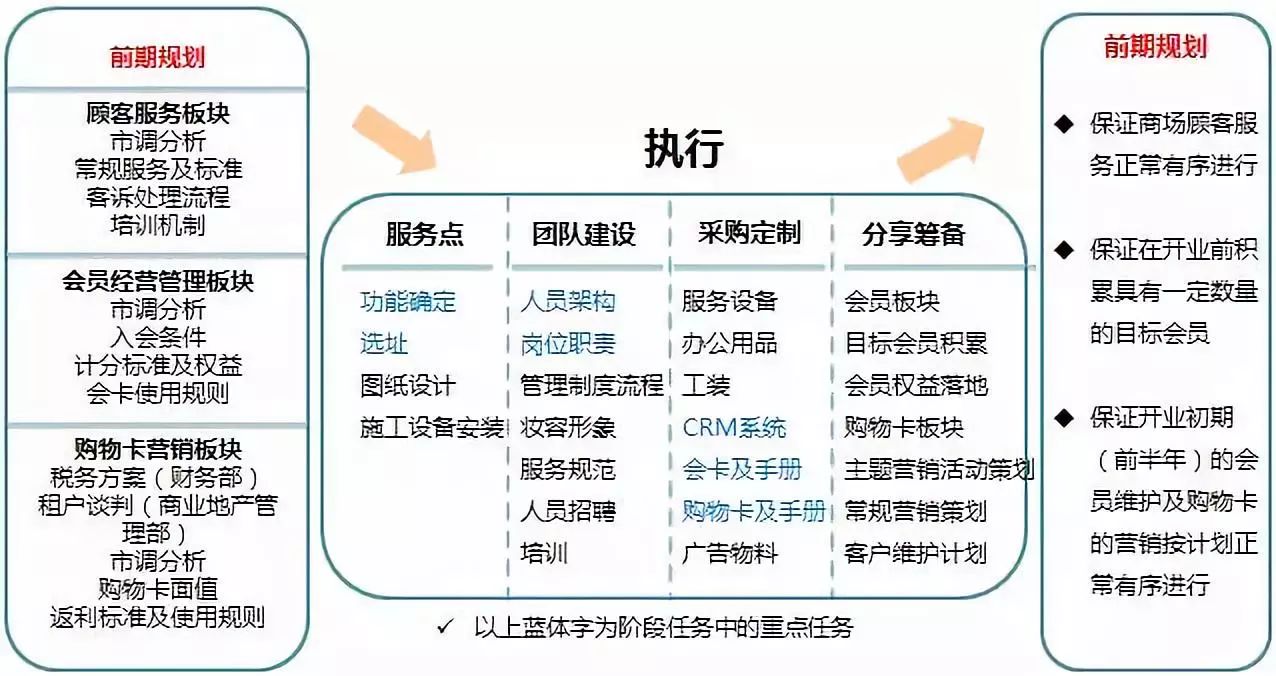 前期规划
顾客服务板块
市调分析
常规服务及标准
客诉处理流程
培训机制
会员经营管理板块
市调分析
入会条件
计分标准及权益
会卡使用规则
购物卡营销板块
税务方案（财务部）
租户谈判（商业地产管
理部）
市调分析
购物卡面值
返利标准及使用规则
执行
服务点
功能确定
选址
图纸设计
施工设备安装
团队建设
人员架构
岗位职责
管理制度流程
妆容形象
服务规范
人员招聘
培训
采购定制
服务设备
办公用品
工装
CRM系统
会卡及手册
购物卡及手册
广告物料
分享筹备
会员板块
目标会员积累
会员权益落地
购物卡板块
主题营销活动策划
常规营销策划
客户维护计划
✓ 以上蓝体字为阶段任务中的重点任务
前期规划
◆ 保证商场顾客服
务正常有序进行
◆ 保证在开业前积
累具有一定数量
的目标会员
◆ 保证开业初期
（前半年）的会
员维护及购物卡
的营销按计划正
常有序进行